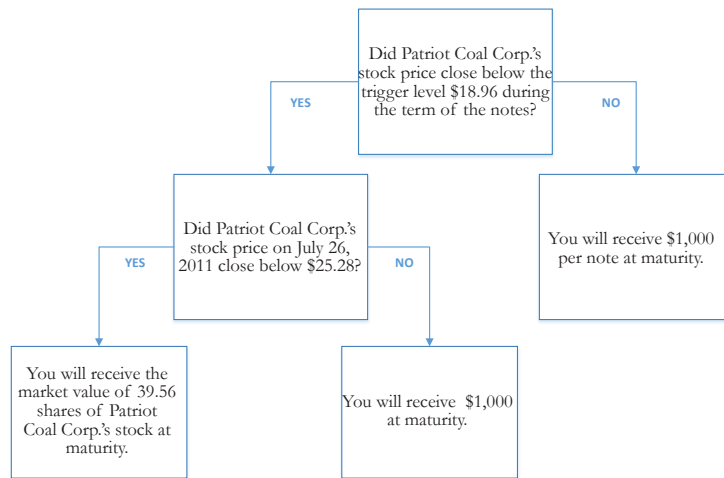 Did Patriot Coal Corp.'s
stock price close below the
trigger level $18.96 during
the term of the notes?
YES
NO
Did Patriot Coal Corp.'s
stock price on July 26,
2011 close below $25.28?
You will receive $1,000
per note at maturity.
YES
NO
You will receive the
market value of 39.56
shares of Patriot
Coal Corp.'s stock at
maturity.
You will receive $1,000
at maturity.